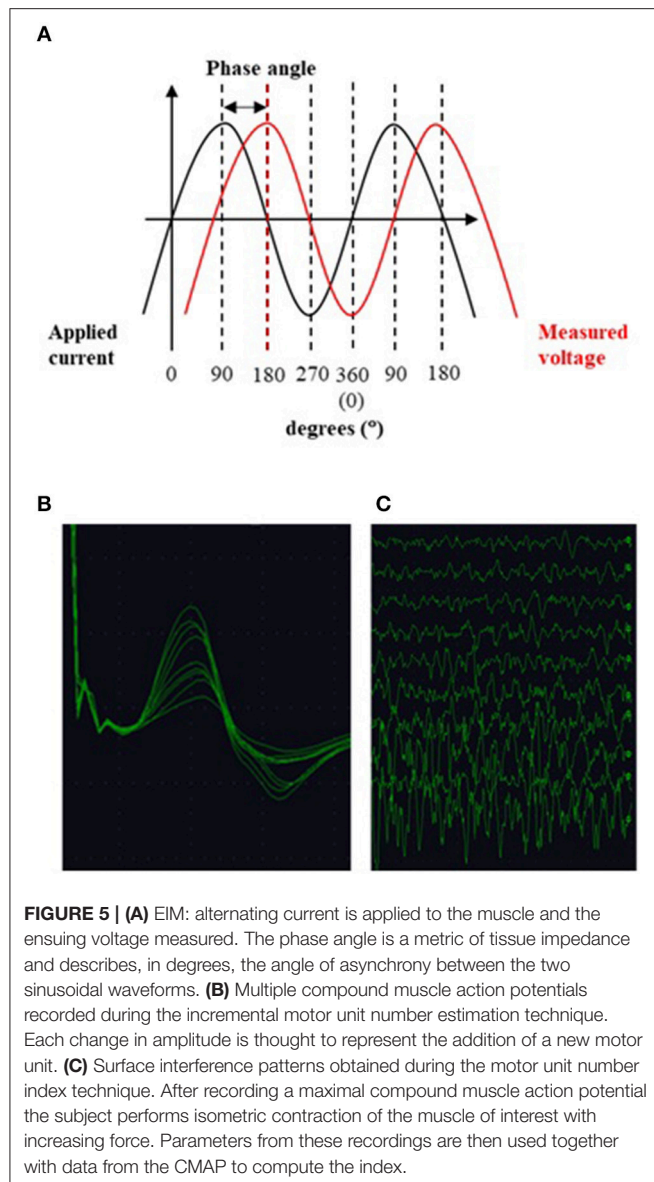 A
Phase angle
Applied
current
Measured
voltage
0 90 180 270 360 90 180
(0)
degrees (º)
B
C
FIGURE 5 | (A) EIM: alternating current is applied to the muscle and the
ensuing voltage measured. The phase angle is a metric of tissue impedance
and describes, in degrees, the angle of asynchrony between the two
sinusoidal waveforms. (B) Multiple compound muscle action potentials
recorded during the incremental motor unit number estimation technique.
Each change in amplitude is thought to represent the addition of a new motor
unit. (C) Surface interference patterns obtained during the motor unit number
index technique. After recording a maximal compound muscle action potential
the subject performs isometric contraction of the muscle of interest with
increasing force. Parameters from these recordings are then used together
with data from the CMAP to compute the index.